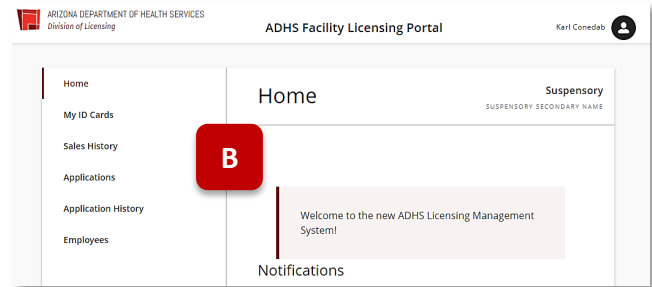 ARIZONA DEPARTMENT OF HEALTH SERVICES
Division of Licensing
ADHS Facility Licensing Portal
Karl Conedab
Home
My ID Cards
Sales History
Applications
Application History
Employees
B
Home
Suspensory
SUSPENSORY SECONDARY NAME
Welcome to the new ADHS Licensing Management
System!
Notifications